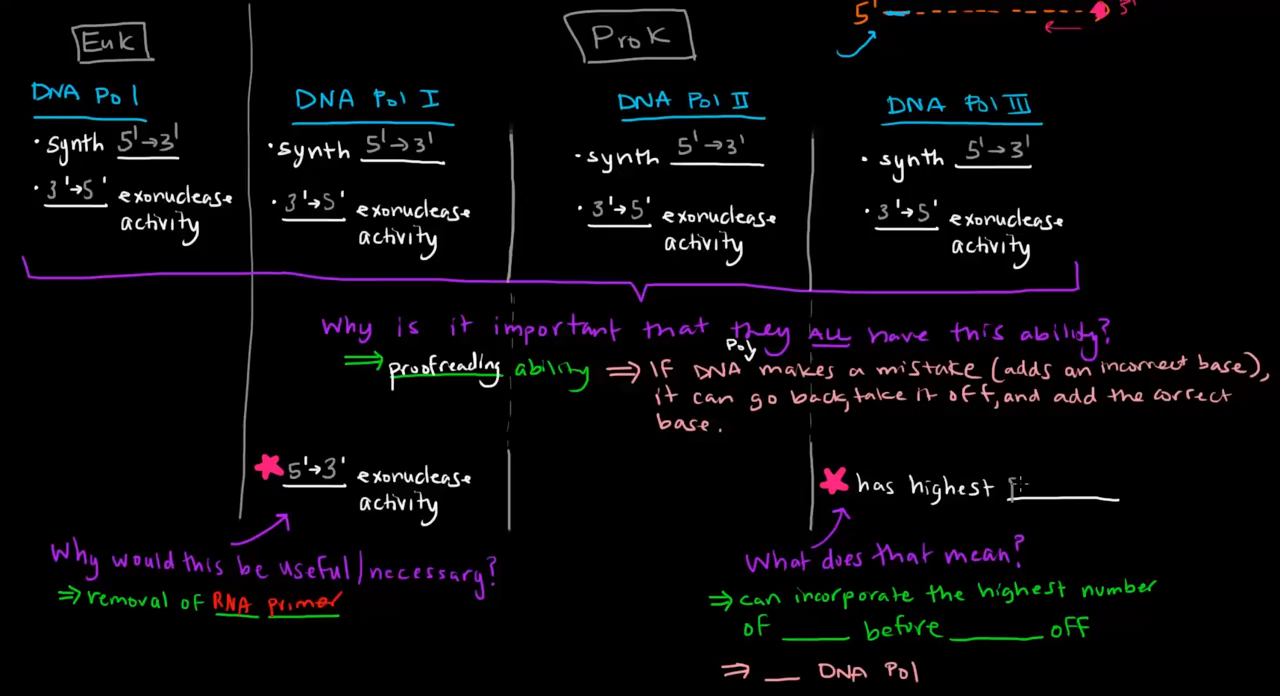 5' 3'
Euk
ProK
DNA Pol
DNA Pol I
DNA Pol II
DNA Pol III
• synth 5'→3'
• synth 5'→3'
• synth 5'→3'
• synth 5'→3'
• 3'→5' exonuclease
activity
• 3'→5' exonuclease
activity
• 3'→5' exonuclease
activity
• 3'→5' exonuclease
activity
Why is it important that they ALL have this ability?
⇒ proofreading ability ⇒ If DNA Poly makes a mistake (adds an incorrect base),
it can go back, take it off, and add the correct
base.
★ 5'→3' exonuclease
activity
★ has highest ______
Why would this be useful/necessary?
⇒ removal of RNA primer
What does that mean?
⇒ can incorporate the highest number
of ____ before _____ off
⇒ __ DNA Pol